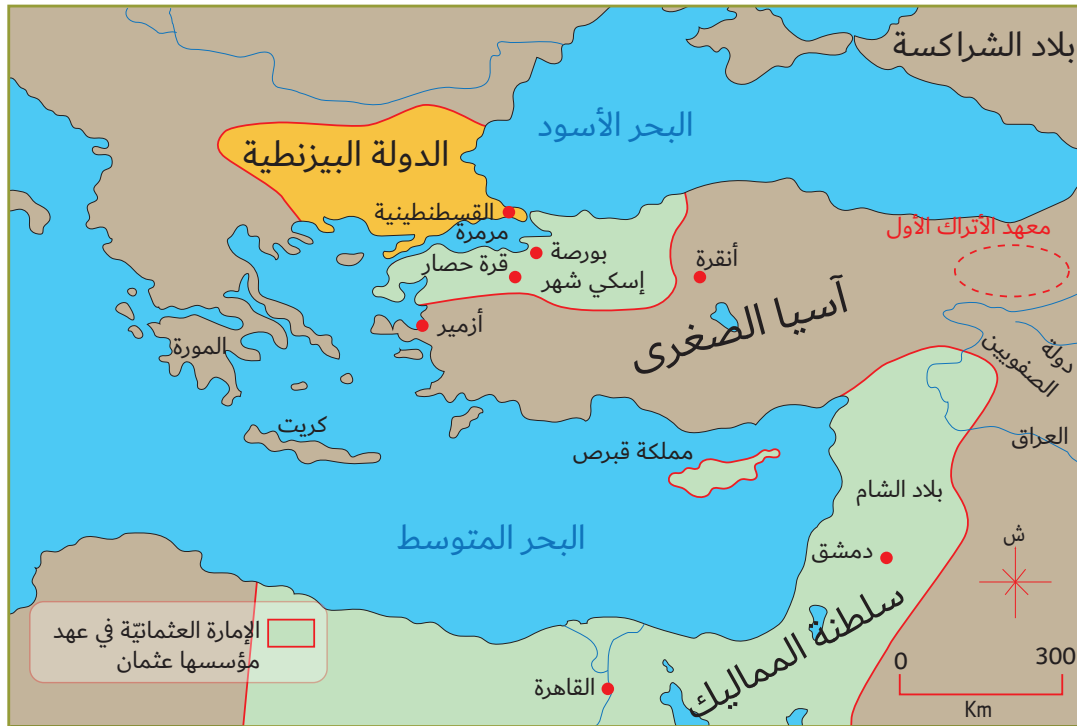 بلاد الشراكسة
البحر الأسود
الدولة البيزنطية
القسطنطينية
مرمرة
بورصة
قرة حصار
إسكي شهر
أنقرة
معهد الأتراك الأول
آسيا الصغرى
أزمير
المورة
دولة
الصفويين
كريت
العراق
مملكة قبرص
بلاد الشام
البحر المتوسط
دمشق
ش
سلطنة المماليك
الإمارة العثمانيّة في عهد
مؤسسها عثمان
القاهرة
0 300
Km